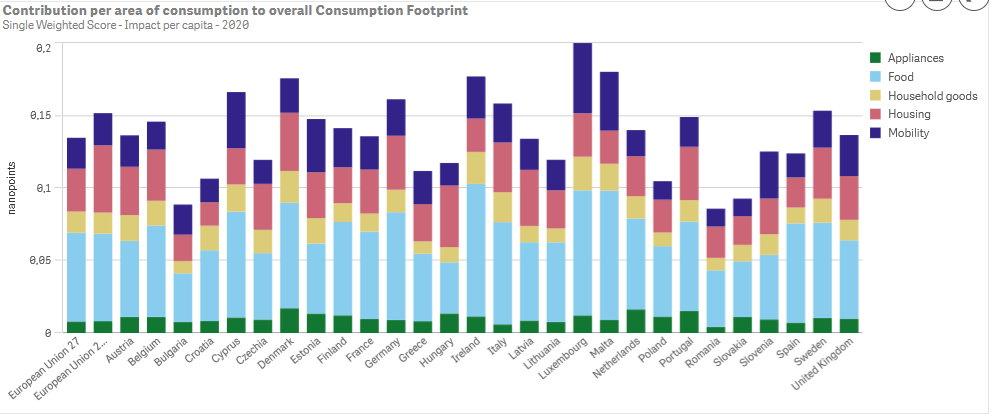 Contribution per area of consumption to overall Consumption Footprint
Single Weighted Score - Impact per capita - 2020
nanopoints
0,2
0,15
0,1
0,05
0
European Union 27
European Union 2...
Austria
Belgium
Bulgaria
Croatia
Cyprus
Czechia
Denmark
Estonia
Finland
France
Germany
Greece
Hungary
Ireland
Italy
Latvia
Lithuania
Luxembourg
Malta
Netherlands
Poland
Portugal
Romania
Slovakia
Slovenia
Spain
Sweden
United Kingdom
Appliances
Food
Household goods
Housing
Mobility